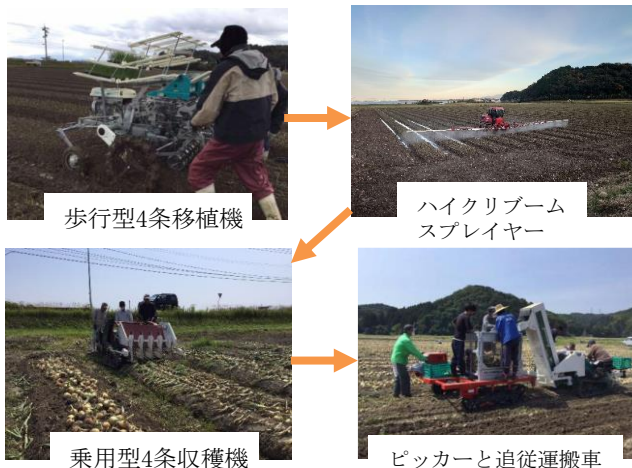 歩行型4条移植機
ハイクリブーム
スプレイヤー
乗用型4条収穫機
ピッカーと追従運搬車